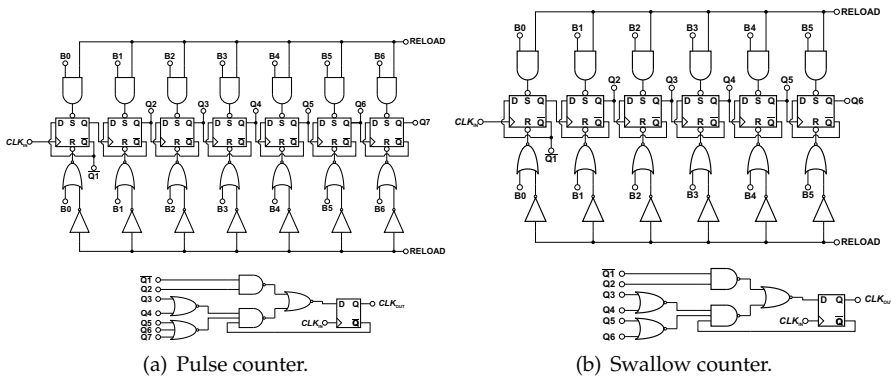 RELOAD
B0 B1 B2 B3 B4 B5 B6
Q2 Q3 Q4 Q5 Q6
D S Q D S Q D S Q D S Q D S Q D S Q D S Q
Q7
CLKIN
R Q R Q R Q R Q R Q R Q R Q
Q1
B0 B1 B2 B3 B4 B5 B6
RELOAD
Q1
Q2
Q3
Q4
Q5
Q6
Q7
D Q
CLKOUT
CLKIN
Q
(a) Pulse counter.
RELOAD
B0 B1 B2 B3 B4 B5
Q2 Q3 Q4 Q5
D S Q D S Q D S Q D S Q D S Q D S Q
Q6
CLKIN
R Q R Q R Q R Q R Q R Q
Q1
B0 B1 B2 B3 B4 B5
RELOAD
Q1
Q2
Q3
Q4
Q5
Q6
D Q
CLKOU
CLKIN
Q
(b) Swallow counter.